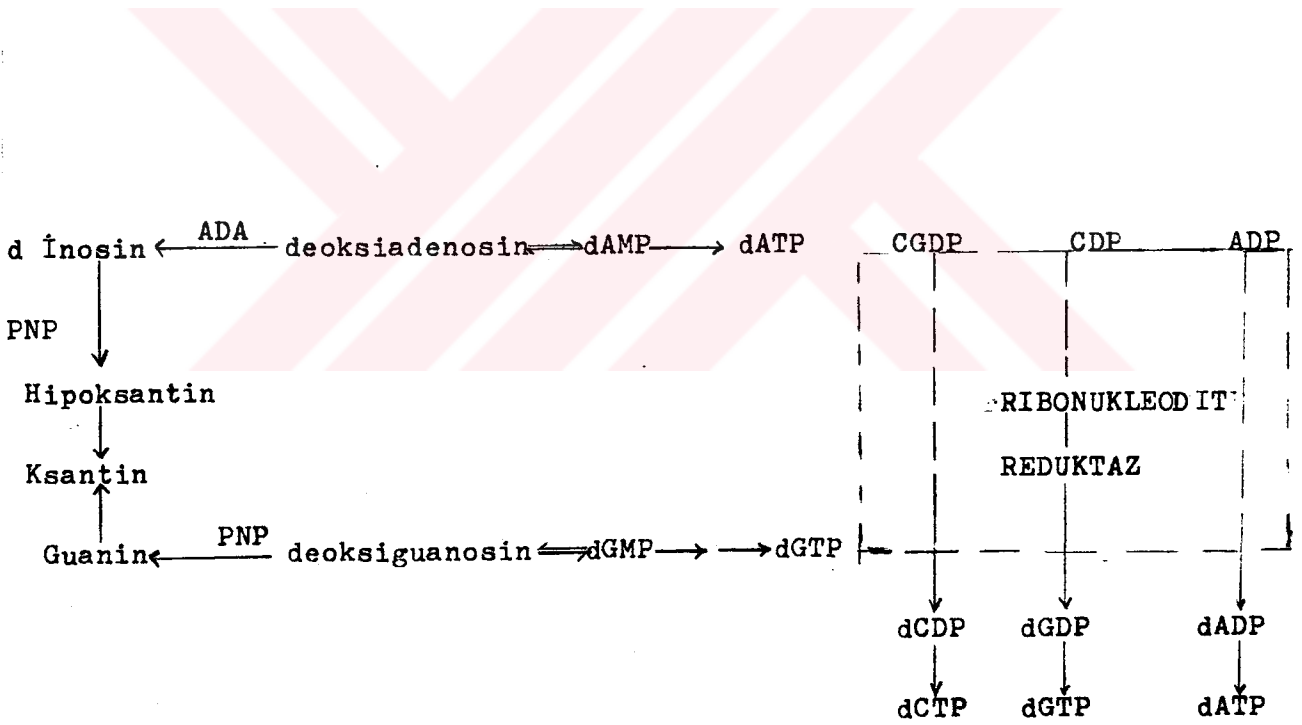 ADA
d İnosin deoksiadenosin dAMP dATP CGDP CDP ADP
PNP
Hipoksantin
RIBONUKLEODIT
REDUKTAZ
Ksantin
PNP
Guanin deoksiguanosin dGMP dGTP
dCDP dGDP dADP
dCTP dGTP dATP